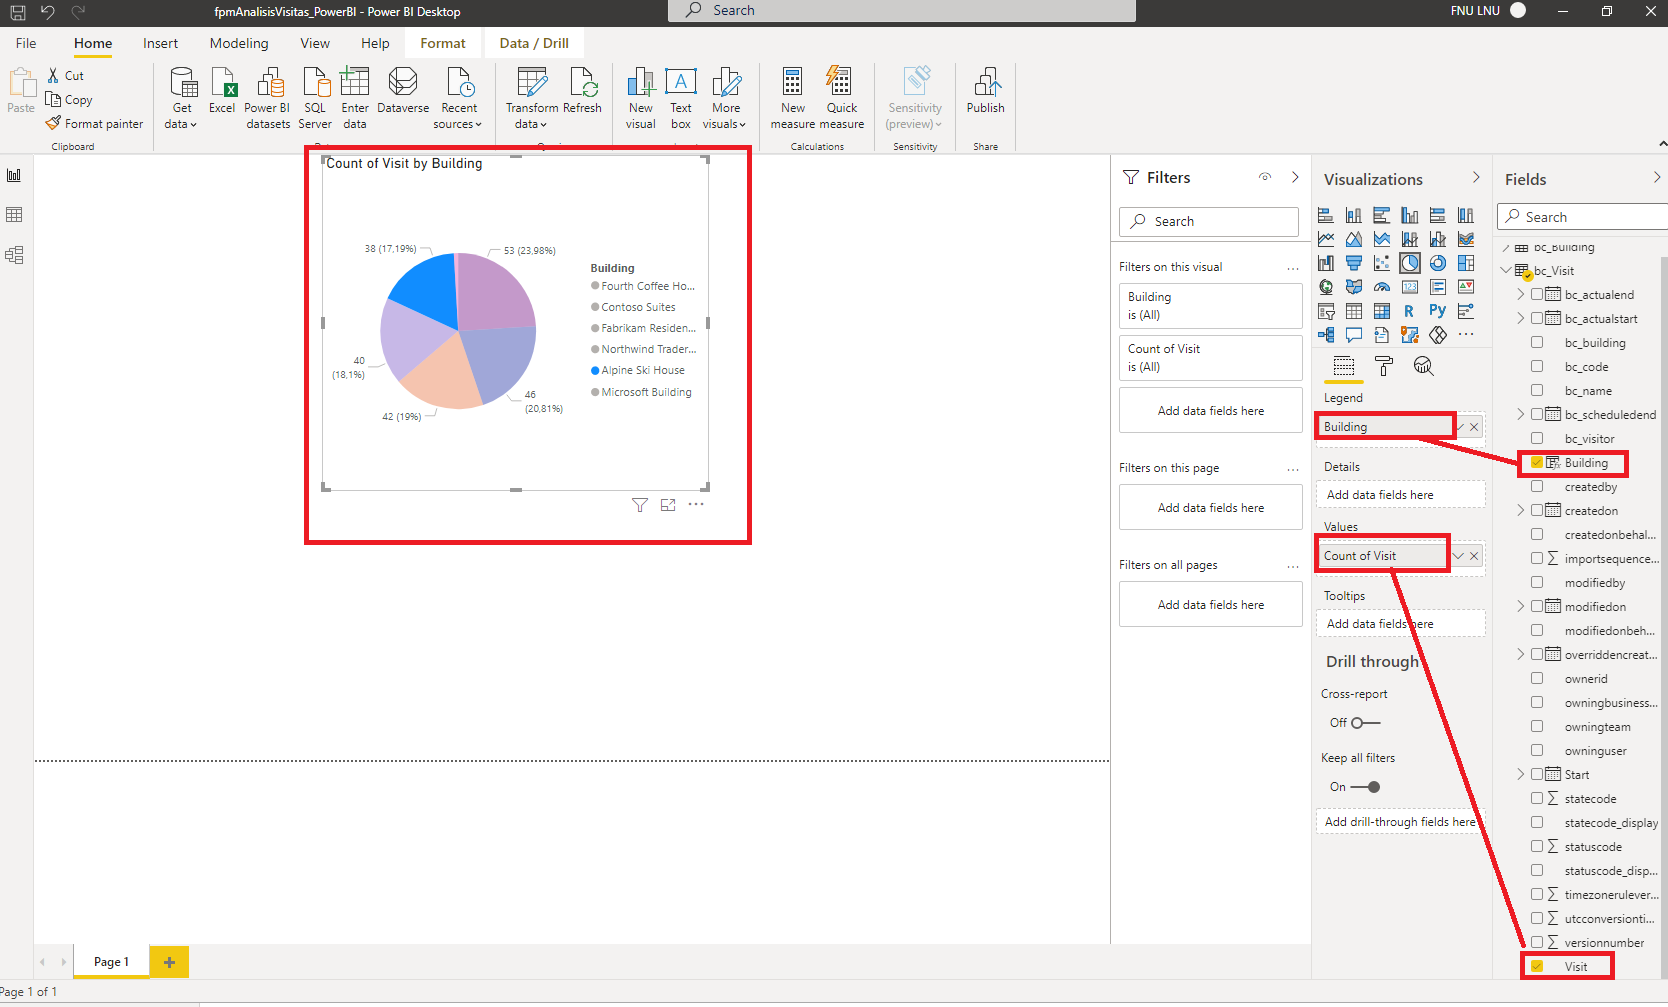 fpmAnalisisVisitas_PowerBI - Power BI Desktop
Search
FNU LNU
File
Home
Insert
Modeling
View
Help
Format
Data / Drill
Paste
Cut
Copy
Format painter
Clipboard
Get data
Excel
Power BI datasets
SQL Server
Enter data
Dataverse
Recent sources
Transform data
Refresh
New visual
Text box
More visuals
New measure
Quick measure
Calculations
Sensitivity (preview)
Sensitivity
Publish
Share
Count of Visit by Building
38 (17,19%)
53 (23,98%)
40
(18,1%)
42 (19%)
46
(20,81%)
Building
Fourth Coffee Ho...
Contoso Suites
Fabrikam Residen...
Northwind Trader...
Alpine Ski House
Microsoft Building
Page 1
Page 1 of 1
Filters
Search
Filters on this visual
Building
is (All)
Count of Visit
is (All)
Add data fields here
Filters on this page
Add data fields here
Filters on all pages
Add data fields here
Visualizations
123
R
Py
Legend
Building
Details
Add data fields here
Values
Count of Visit
Tooltips
Add data fields here
Drill through
Cross-report
Off
Keep all filters
On
Add drill-through fields here
Fields
Search
bc_Building
bc_Visit
bc_actualend
bc_actualstart
bc_building
bc_code
bc_name
bc_scheduledend
bc_visitor
Building
createdby
createdon
createdonbehal...
importsequence...
modifiedby
modifiedon
modifiedonbeh...
overriddencreat...
ownerid
owningbusiness...
owningteam
owninguser
Start
statecode
statecode_display
statuscode
statuscode_disp...
timezonerulever...
utcconversionti...
versionnumber
Visit